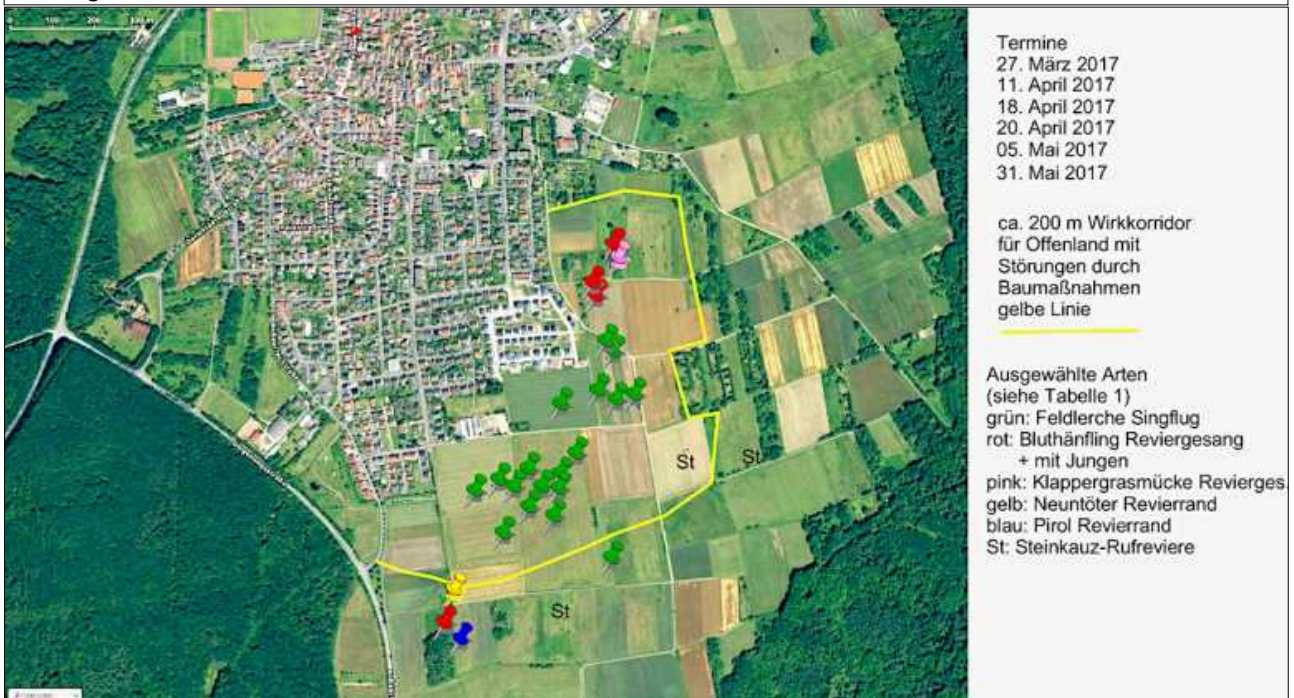 100 200 300 m
Termine
27. März 2017
11. April 2017
18. April 2017
20. April 2017
05. Mai 2017
31. Mai 2017
ca. 200 m Wirkkorridor
für Offenland mit
Störungen durch
Baumaßnahmen
gelbe Linie
Ausgewählte Arten
(siehe Tabelle 1)
grün: Feldlerche Singflug
rot: Bluthänfling Reviergesang
+ mit Jungen
pink: Klappergrasmücke Revierges.
gelb: Neuntöter Revierrand
blau: Pirol Revierrand
St: Steinkauz-Rufreviere
St
St
St